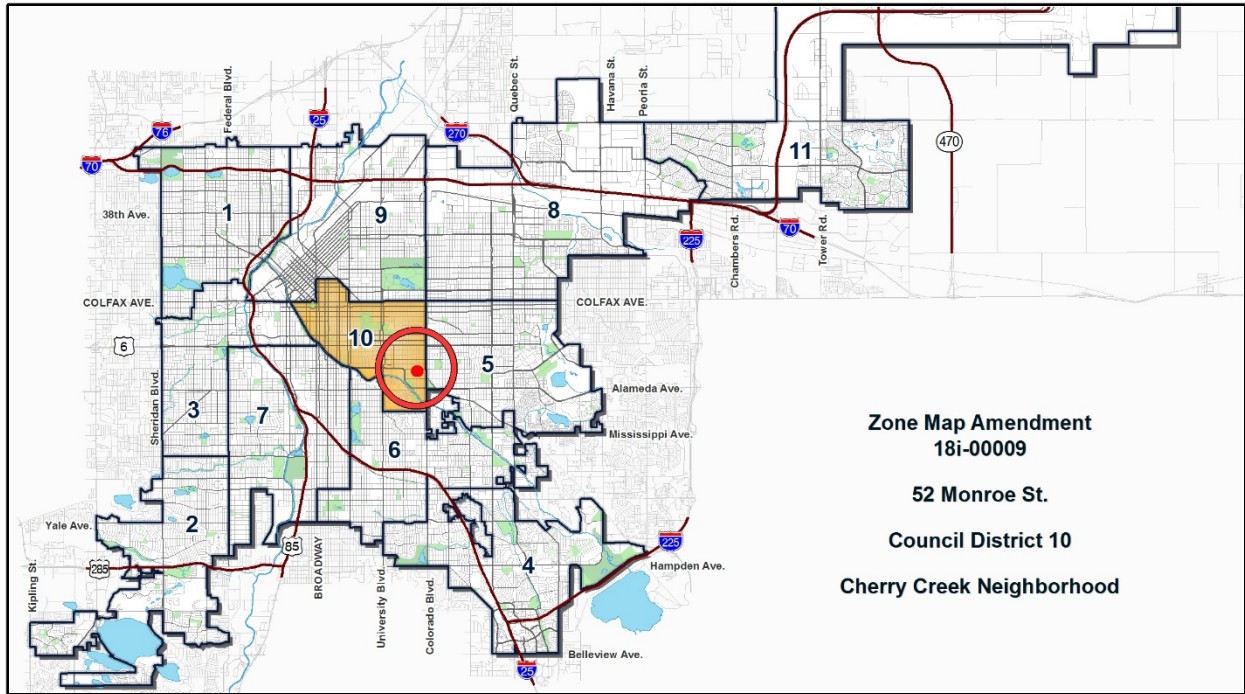 Federal Blvd.
Quebec St.
Havana St.
Peoria St.
25
76
270
70
470
11
38th Ave.
1
9
8
225
Chambers Rd.
70
Tower Rd.
COLFAX AVE.
COLFAX AVE.
6
10
5
Alameda Ave.
Sheridan Blvd.
3
7
6
Mississippi Ave.
Yale Ave.
2
85
285
BROADWAY
University Blvd.
Colorado Blvd.
4
225
Hampden Ave.
Kipling St.
25
Belleview Ave.
Zone Map Amendment
18i-00009
52 Monroe St.
Council District 10
Cherry Creek Neighborhood